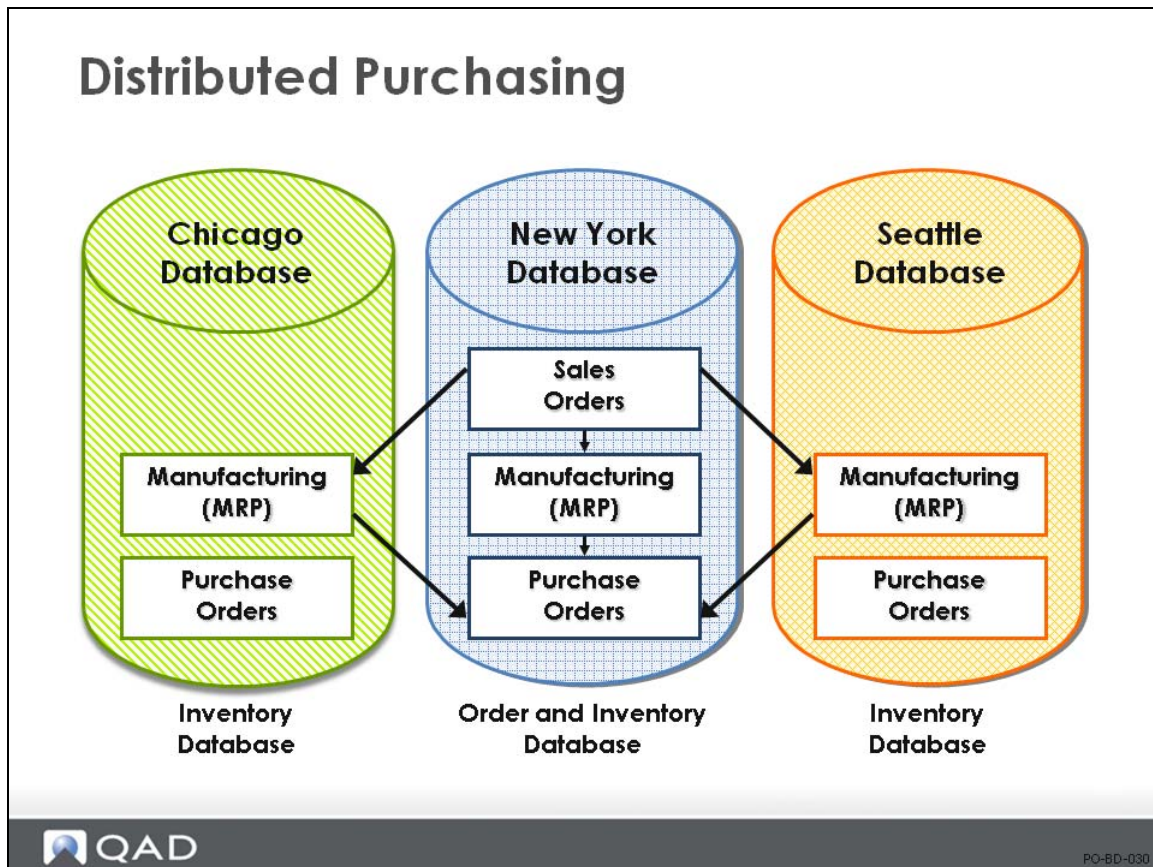 Distributed Purchasing
Chicago
Database
New York
Database
Seattle
Database
Sales
Orders
Manufacturing
(MRP)
Manufacturing
(MRP)
Manufacturing
(MRP)
Purchase
Orders
Purchase
Orders
Purchase
Orders
Inventory
Database
Order and Inventory
Database
Inventory
Database
QAD
PO-BD-030